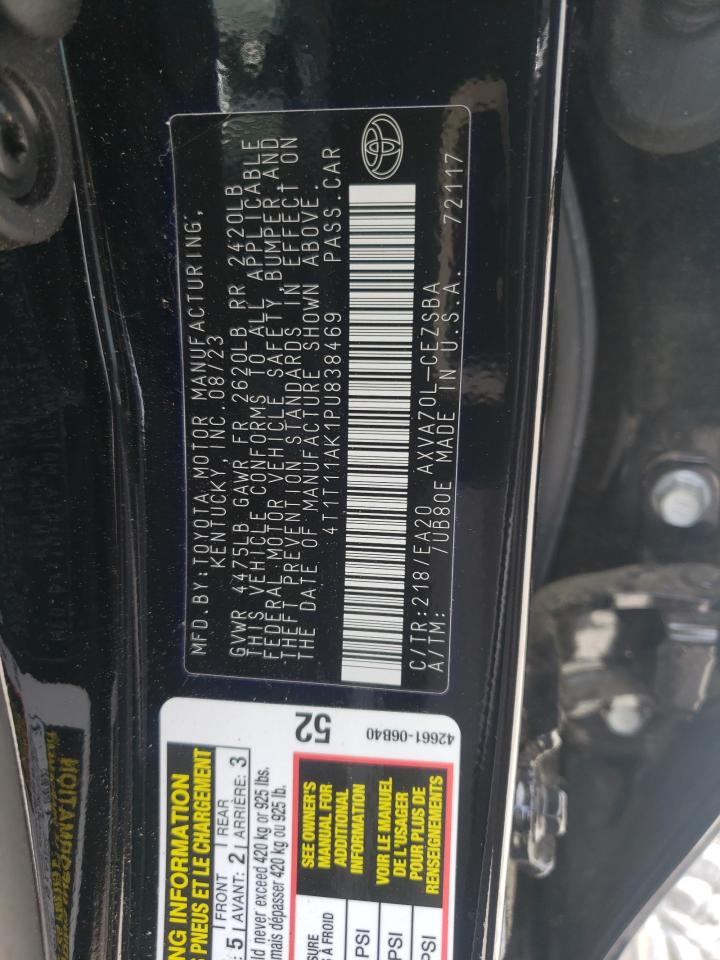 MFD. BY: TOYOTA MOTOR MANUFACTURING,
KENTUCKY, INC. 08/23
GVWR 4475LB GAWR FR 2620LB RR 2420LB
THIS VEHICLE CONFORMS TO ALL APPLICABLE
FEDERAL MOTOR VEHICLE SAFETY, BUMPER, AND
THEFT PREVENTION STANDARDS IN EFFECT ON
THE DATE OF MANUFACTURE SHOWN ABOVE.
4T1T11AK1PU838469 PASS. CAR
C/TR: 218/EA20 AXVA70L-CEZSBA
A/TM: /UB80E MADE IN U.S.A. 72117
NG INFORMATION
PNEUS ET LE CHARGEMENT
5 FRONT AVANT: 2 REAR ARRIÈRE: 3
ld never exceed 420 kg or 925 lbs.
mais dépasser 420 kg ou 925 lb.
52
42661-06B40
SEE OWNER'S
MANUAL FOR
ADDITIONAL
INFORMATION
VOIR LE MANUEL
DE L'USAGER
POUR PLUS DE
RENSEIGNEMENTS
SURE
À FROID
PSI
PSI
PSI